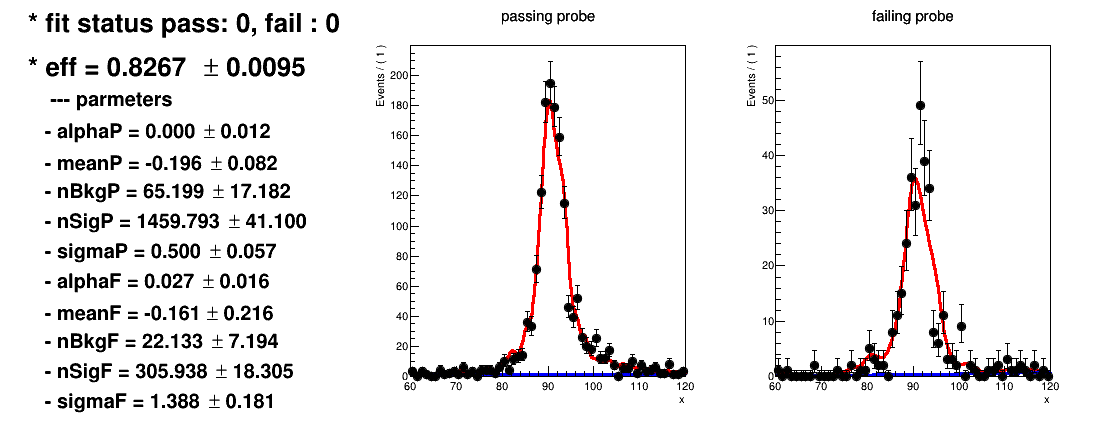 * fit status pass: 0, fail : 0
* eff = 0.8267 ± 0.0095
--- parmeters
- alphaP = 0.000 ± 0.012
- meanP = -0.196 ± 0.082
- nBkgP = 65.199 ± 17.182
- nSigP = 1459.793 ± 41.100
- sigmaP = 0.500 ± 0.057
- alphaF = 0.027 ± 0.016
- meanF = -0.161 ± 0.216
- nBkgF = 22.133 ± 7.194
- nSigF = 305.938 ± 18.305
- sigmaF = 1.388 ± 0.181
passing probe
Events / ( 1 )
200
180
160
140
120
100
80
60
40
20
0
60 70 80 90 100 110 120
x
failing probe
Events / ( 1 )
50
40
30
20
10
0
60 70 80 90 100 110 120
x